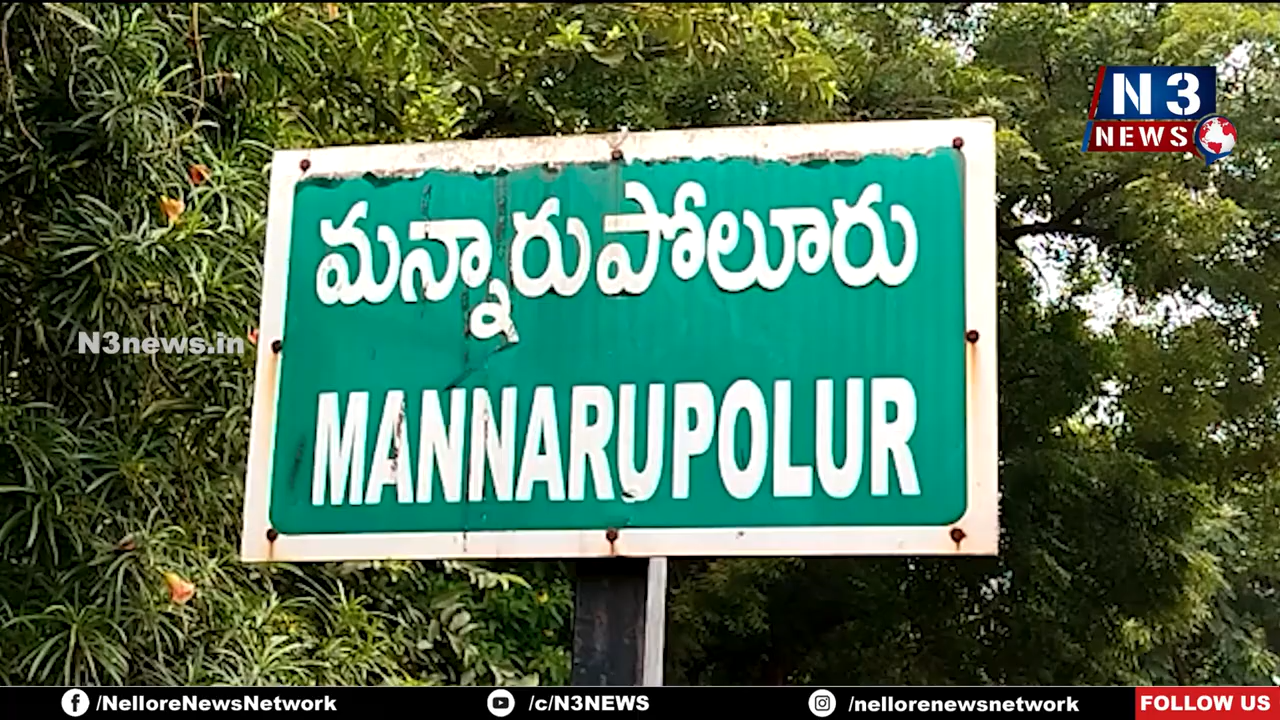 N3
NEWS
మన్నారుపోలూరు
N3news.in
MANNARUPOLUR
/NelloreNewsNetwork
/c/N3NEWS
/nellorenewsnetwork
FOLLOW US